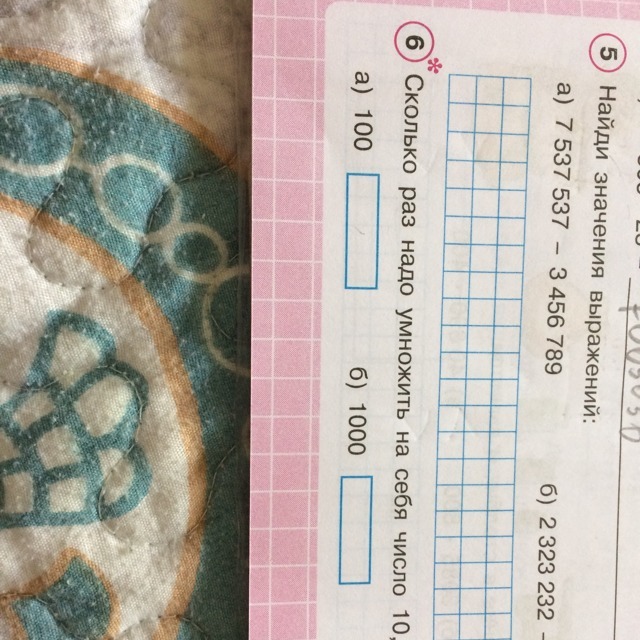 5 Найди значения выражений:
а) 7 537 537 – 3 456 789 б) 2 323 232
6* Сколько раз надо умножить на себя число 10,
а) 100 б) 1000